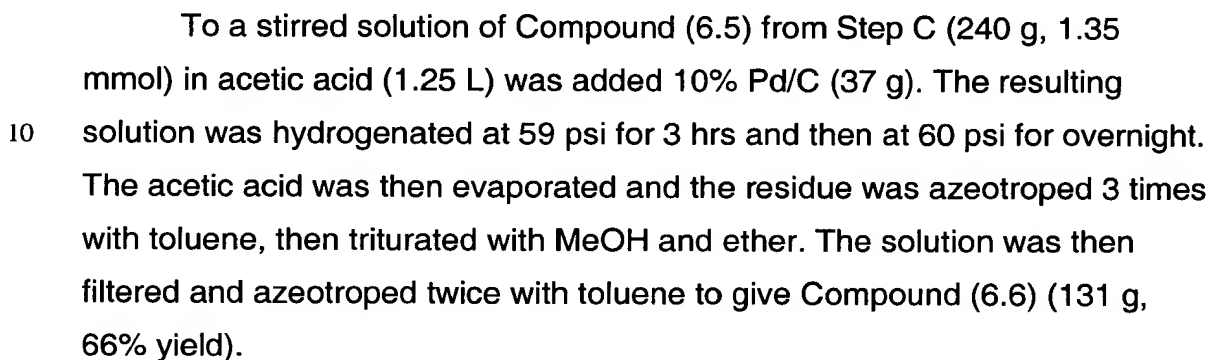 To a stirred solution of Compound (6.5) from Step C (240 g, 1.35
mmol) in acetic acid (1.25 L) was added 10% Pd/C (37 g). The resulting
10 solution was hydrogenated at 59 psi for 3 hrs and then at 60 psi for overnight.
The acetic acid was then evaporated and the residue was azeotroped 3 times
with toluene, then triturated with MeOH and ether. The solution was then
filtered and azeotroped twice with toluene to give Compound (6.6) (131 g,
66% yield).